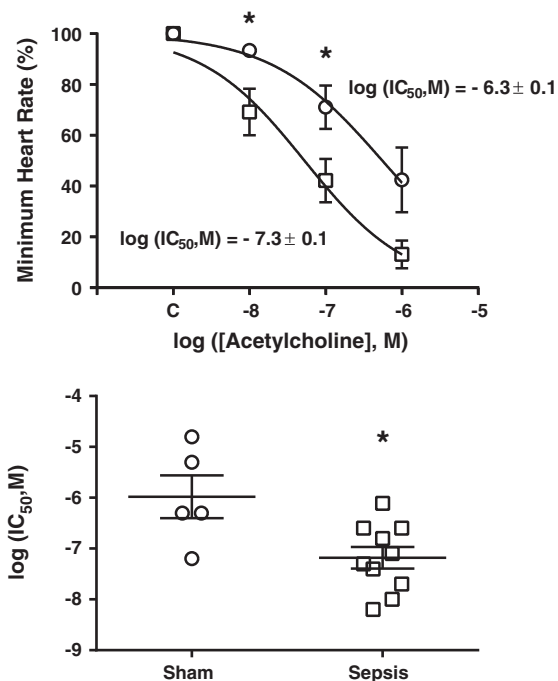 *
*
100
80
60
40
20
0
Minimum Heart Rate (%)
log (IC50,M) = - 6.3 ± 0.1
log (IC50,M) = - 7.3 ± 0.1
C -8 -7 -6 -5
log ([Acetylcholine], M)
-4
-5
-6
-7
-8
-9
log (IC50,M)
*
Sham Sepsis